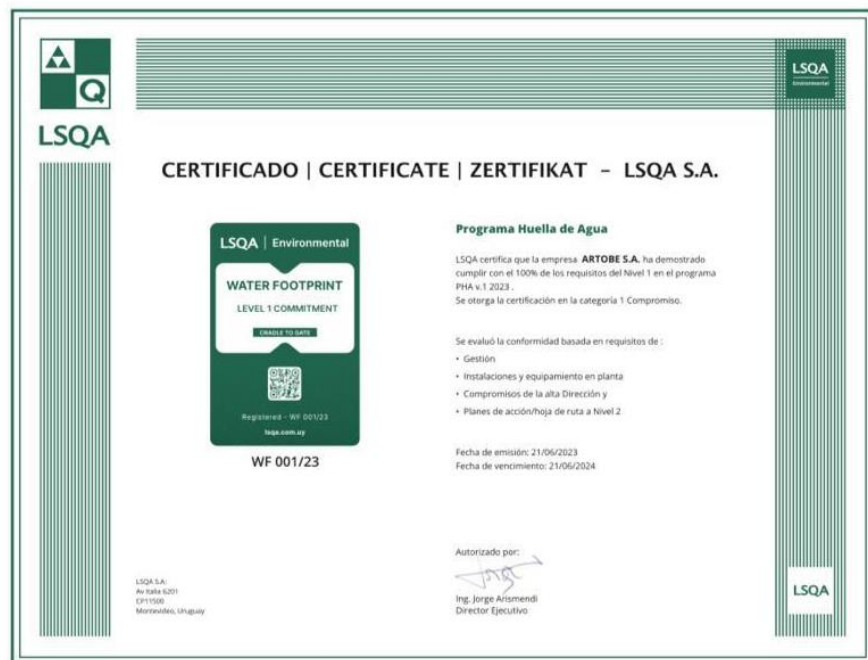 LSQA
LSQA
Environmental
CERTIFICADO | CERTIFICATE | ZERTIFIKAT – LSQA S.A.
LSQA | Environmental
WATER FOOTPRINT
LEVEL 1 COMMITMENT
CRADLE TO GATE
Registered - WF 001/23
lsqa.com.uy
WF 001/23
Programa Huella de Agua
LSQA certifica que la empresa ARTOBE S.A. ha demostrado
cumplir con el 100% de los requisitos del Nivel 1 en el programa
PHA v.1 2023 .
Se otorga la certificación en la categoría 1 Compromiso.
Se evaluó la conformidad basada en requisitos de :
• Gestión
• Instalaciones y equipamiento en planta
• Compromisos de la alta Dirección y
• Planes de acción/hoja de ruta a Nivel 2
Fecha de emisión: 21/06/2023
Fecha de vencimiento: 21/06/2024
Autorizado por:
Ing. Jorge Arismendi
Director Ejecutivo
LSQA S.A:
Av Italia 6201
CP11500
Montevideo, Uruguay
LSQA